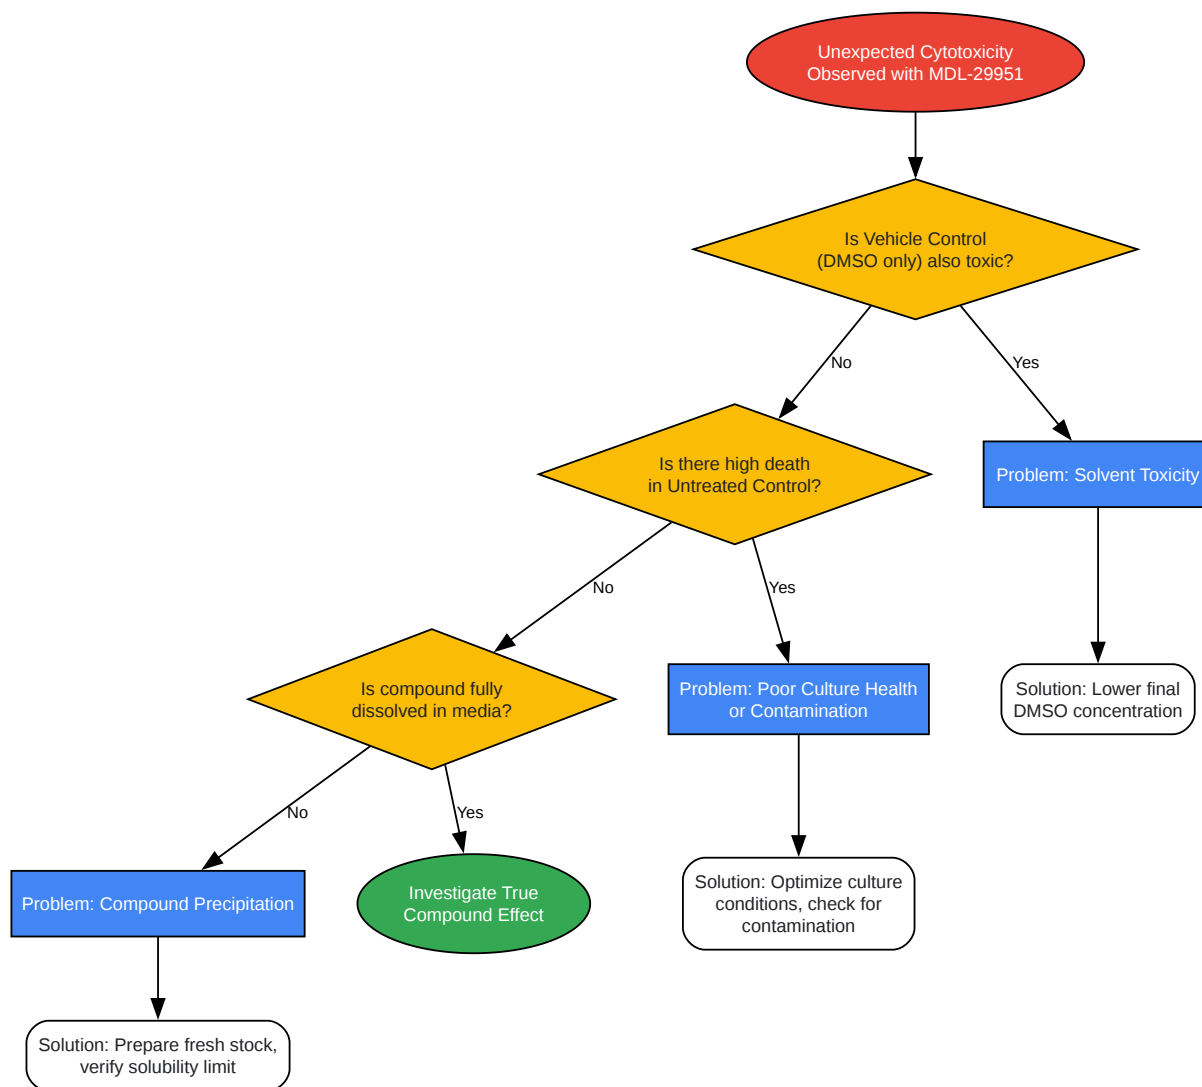 Unexpected Cytotoxicity
Observed with MDL-29951
Is Vehicle Control
(DMSO only) also toxic?
No
Yes
Is there high death
in Untreated Control?
Problem: Solvent Toxicity
No
Yes
Is compound fully
dissolved in media?
Problem: Poor Culture Health
or Contamination
Solution: Lower final
DMSO concentration
No
Yes
Problem: Compound Precipitation
Investigate True
Compound Effect
Solution: Optimize culture
conditions, check for
contamination
Solution: Prepare fresh stock,
verify solubility limit